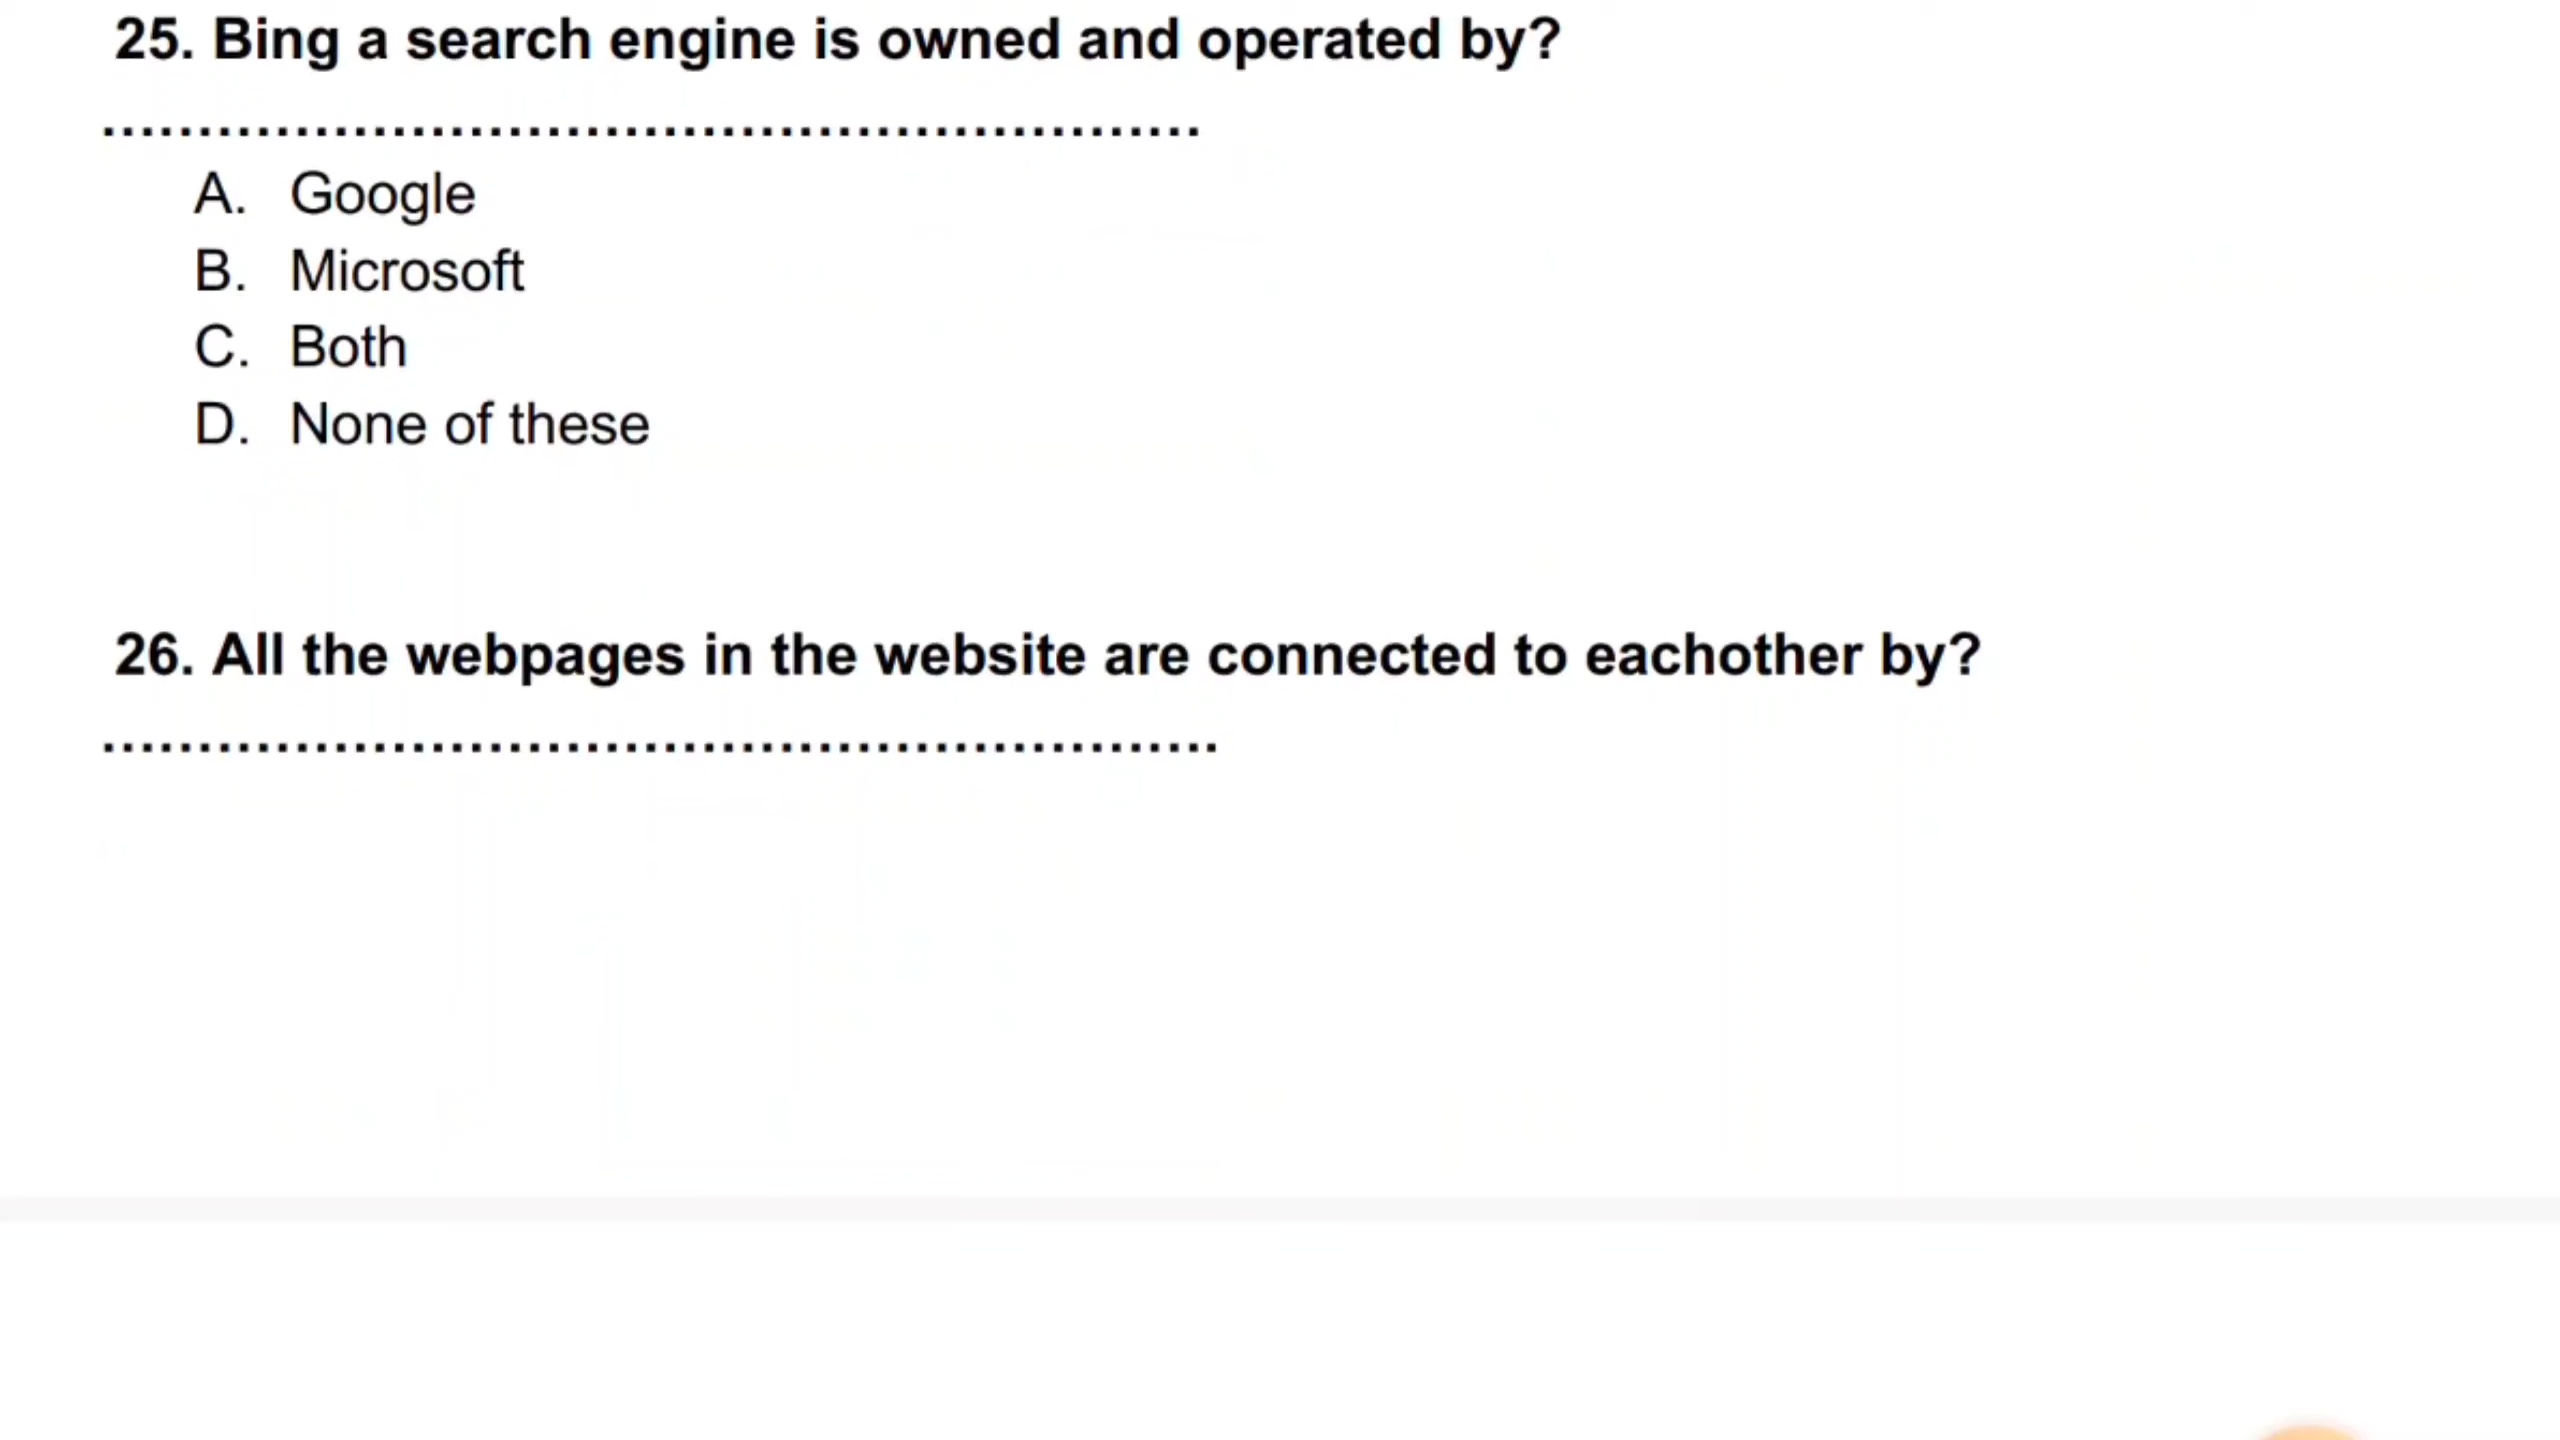 25. Bing a search engine is owned and operated by?
.........................................................
A. Google
B. Microsoft
C. Both
D. None of these
26. All the webpages in the website are connected to eachother by?
..........................................................